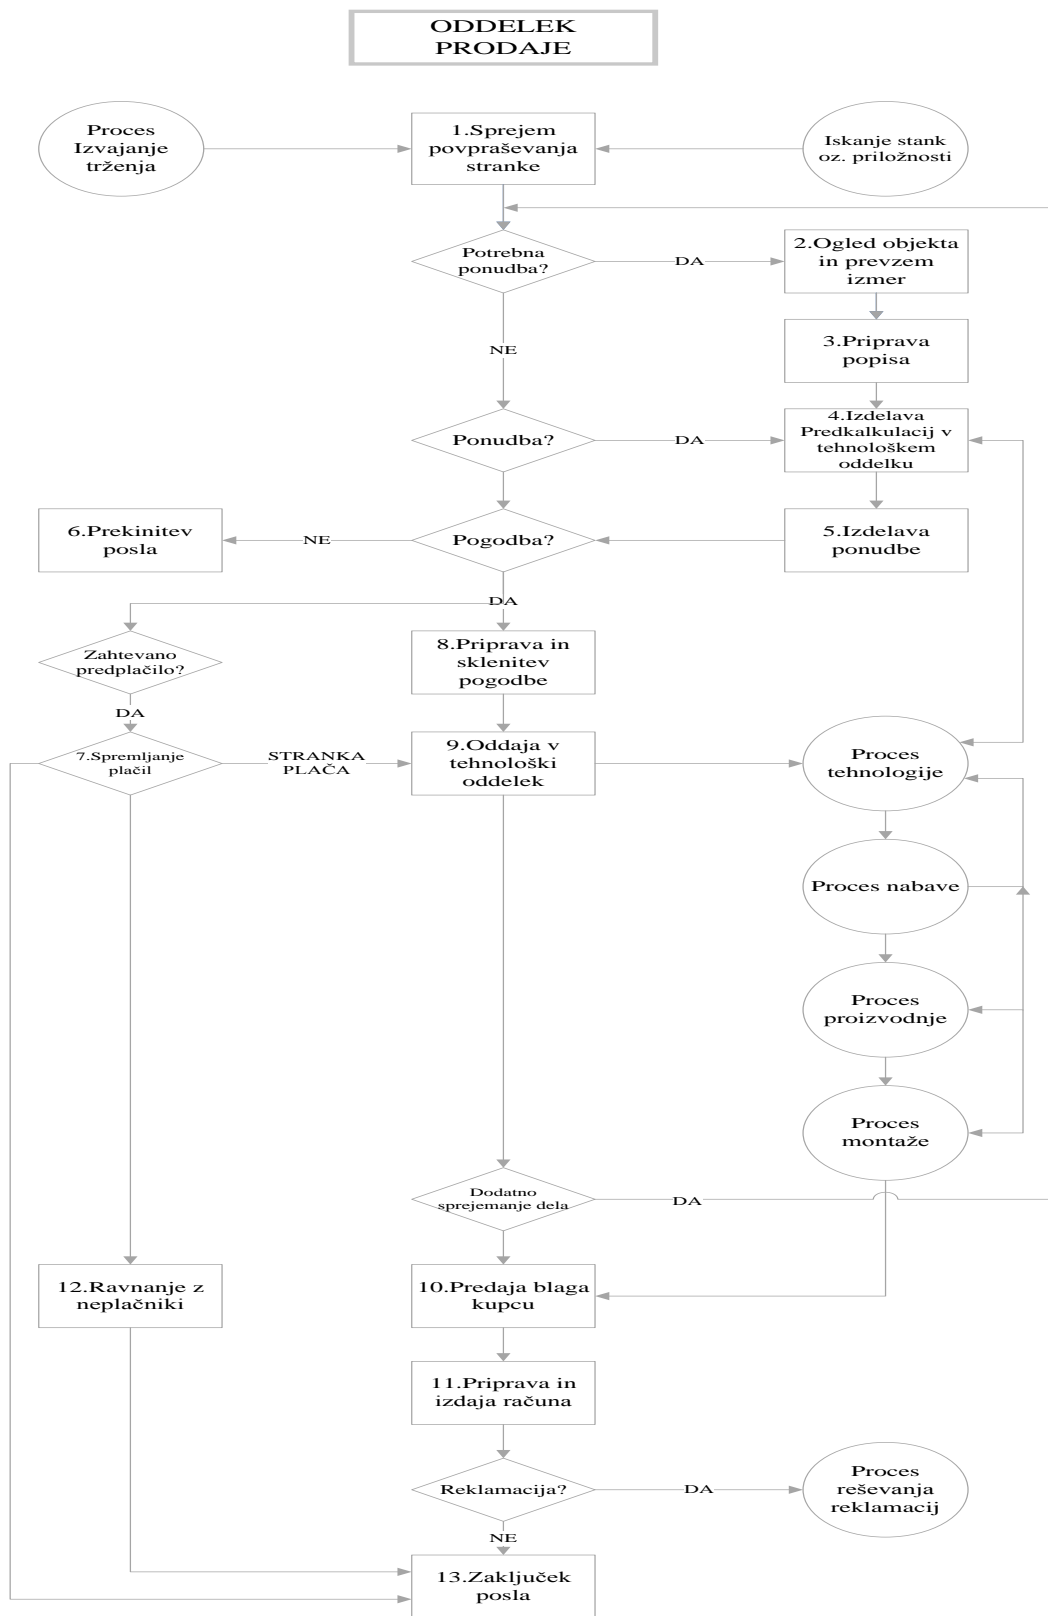 ODDELEK
PRODAJE
Proces
Izvajanje
trženja
1.Sprejem
povpraševanja
stranke
Iskanje stank
oz. priložnosti
Potrebna
ponudba?
DA
2.Ogled objekta
in prevzem
izmer
NE
3.Priprava
popisa
Ponudba?
DA
4.Izdelava
Predkalkulacij v
tehnološkem
oddelku
6.Prekinitev
posla
NE
Pogodba?
5.Izdelava
ponudbe
DA
Zahtevano
predplačilo?
8.Priprava in
sklenitev
pogodbe
DA
7.Spremljanje
plačil
STRANKA
PLAČA
9.Oddaja v
tehnološki
oddelek
Proces
tehnologije
Proces nabave
Proces
proizvodnje
Proces
montaže
Dodatno
sprejemanje dela
DA
12.Ravnanje z
neplačniki
10.Predaja blaga
kupcu
11.Priprava in
izdaja računa
Reklamacija?
DA
Proces
reševanja
reklamacij
NE
13.Zaključek
posla